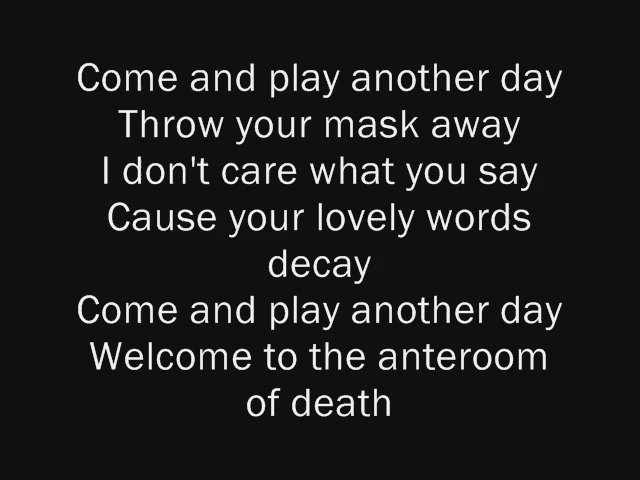 Come and play another day
Throw your mask away
I don't care what you say
Cause your lovely words
decay
Come and play another day
Welcome to the anteroom
of death